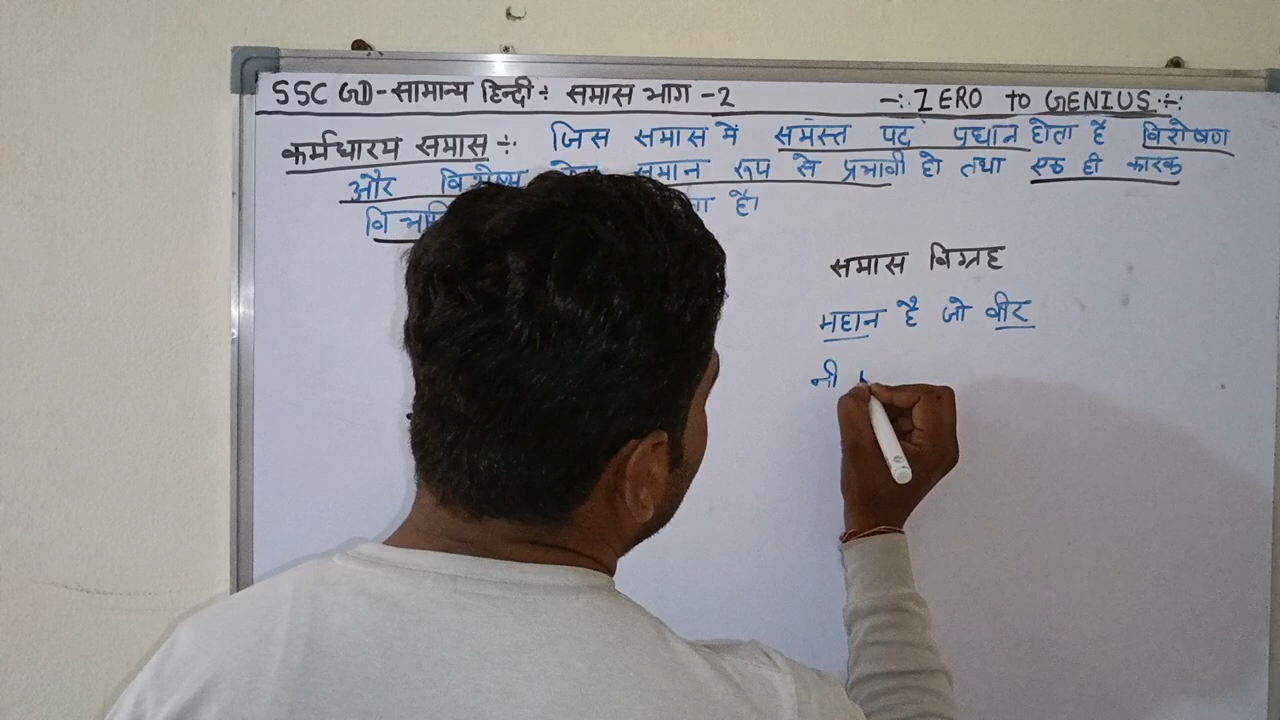 SSC GD-सामान्य हिन्दी ÷ समास भाग -2 -:. ZERO to GENIUS .:-
कर्मधारय समास ÷ जिस समास में समस्त पद प्रधान होता है विशेषण
और विशेष्य समान रूप से प्रभावी हो तथा एक ही कारक
है।
समास विग्रह
महान है जो वीर
नी